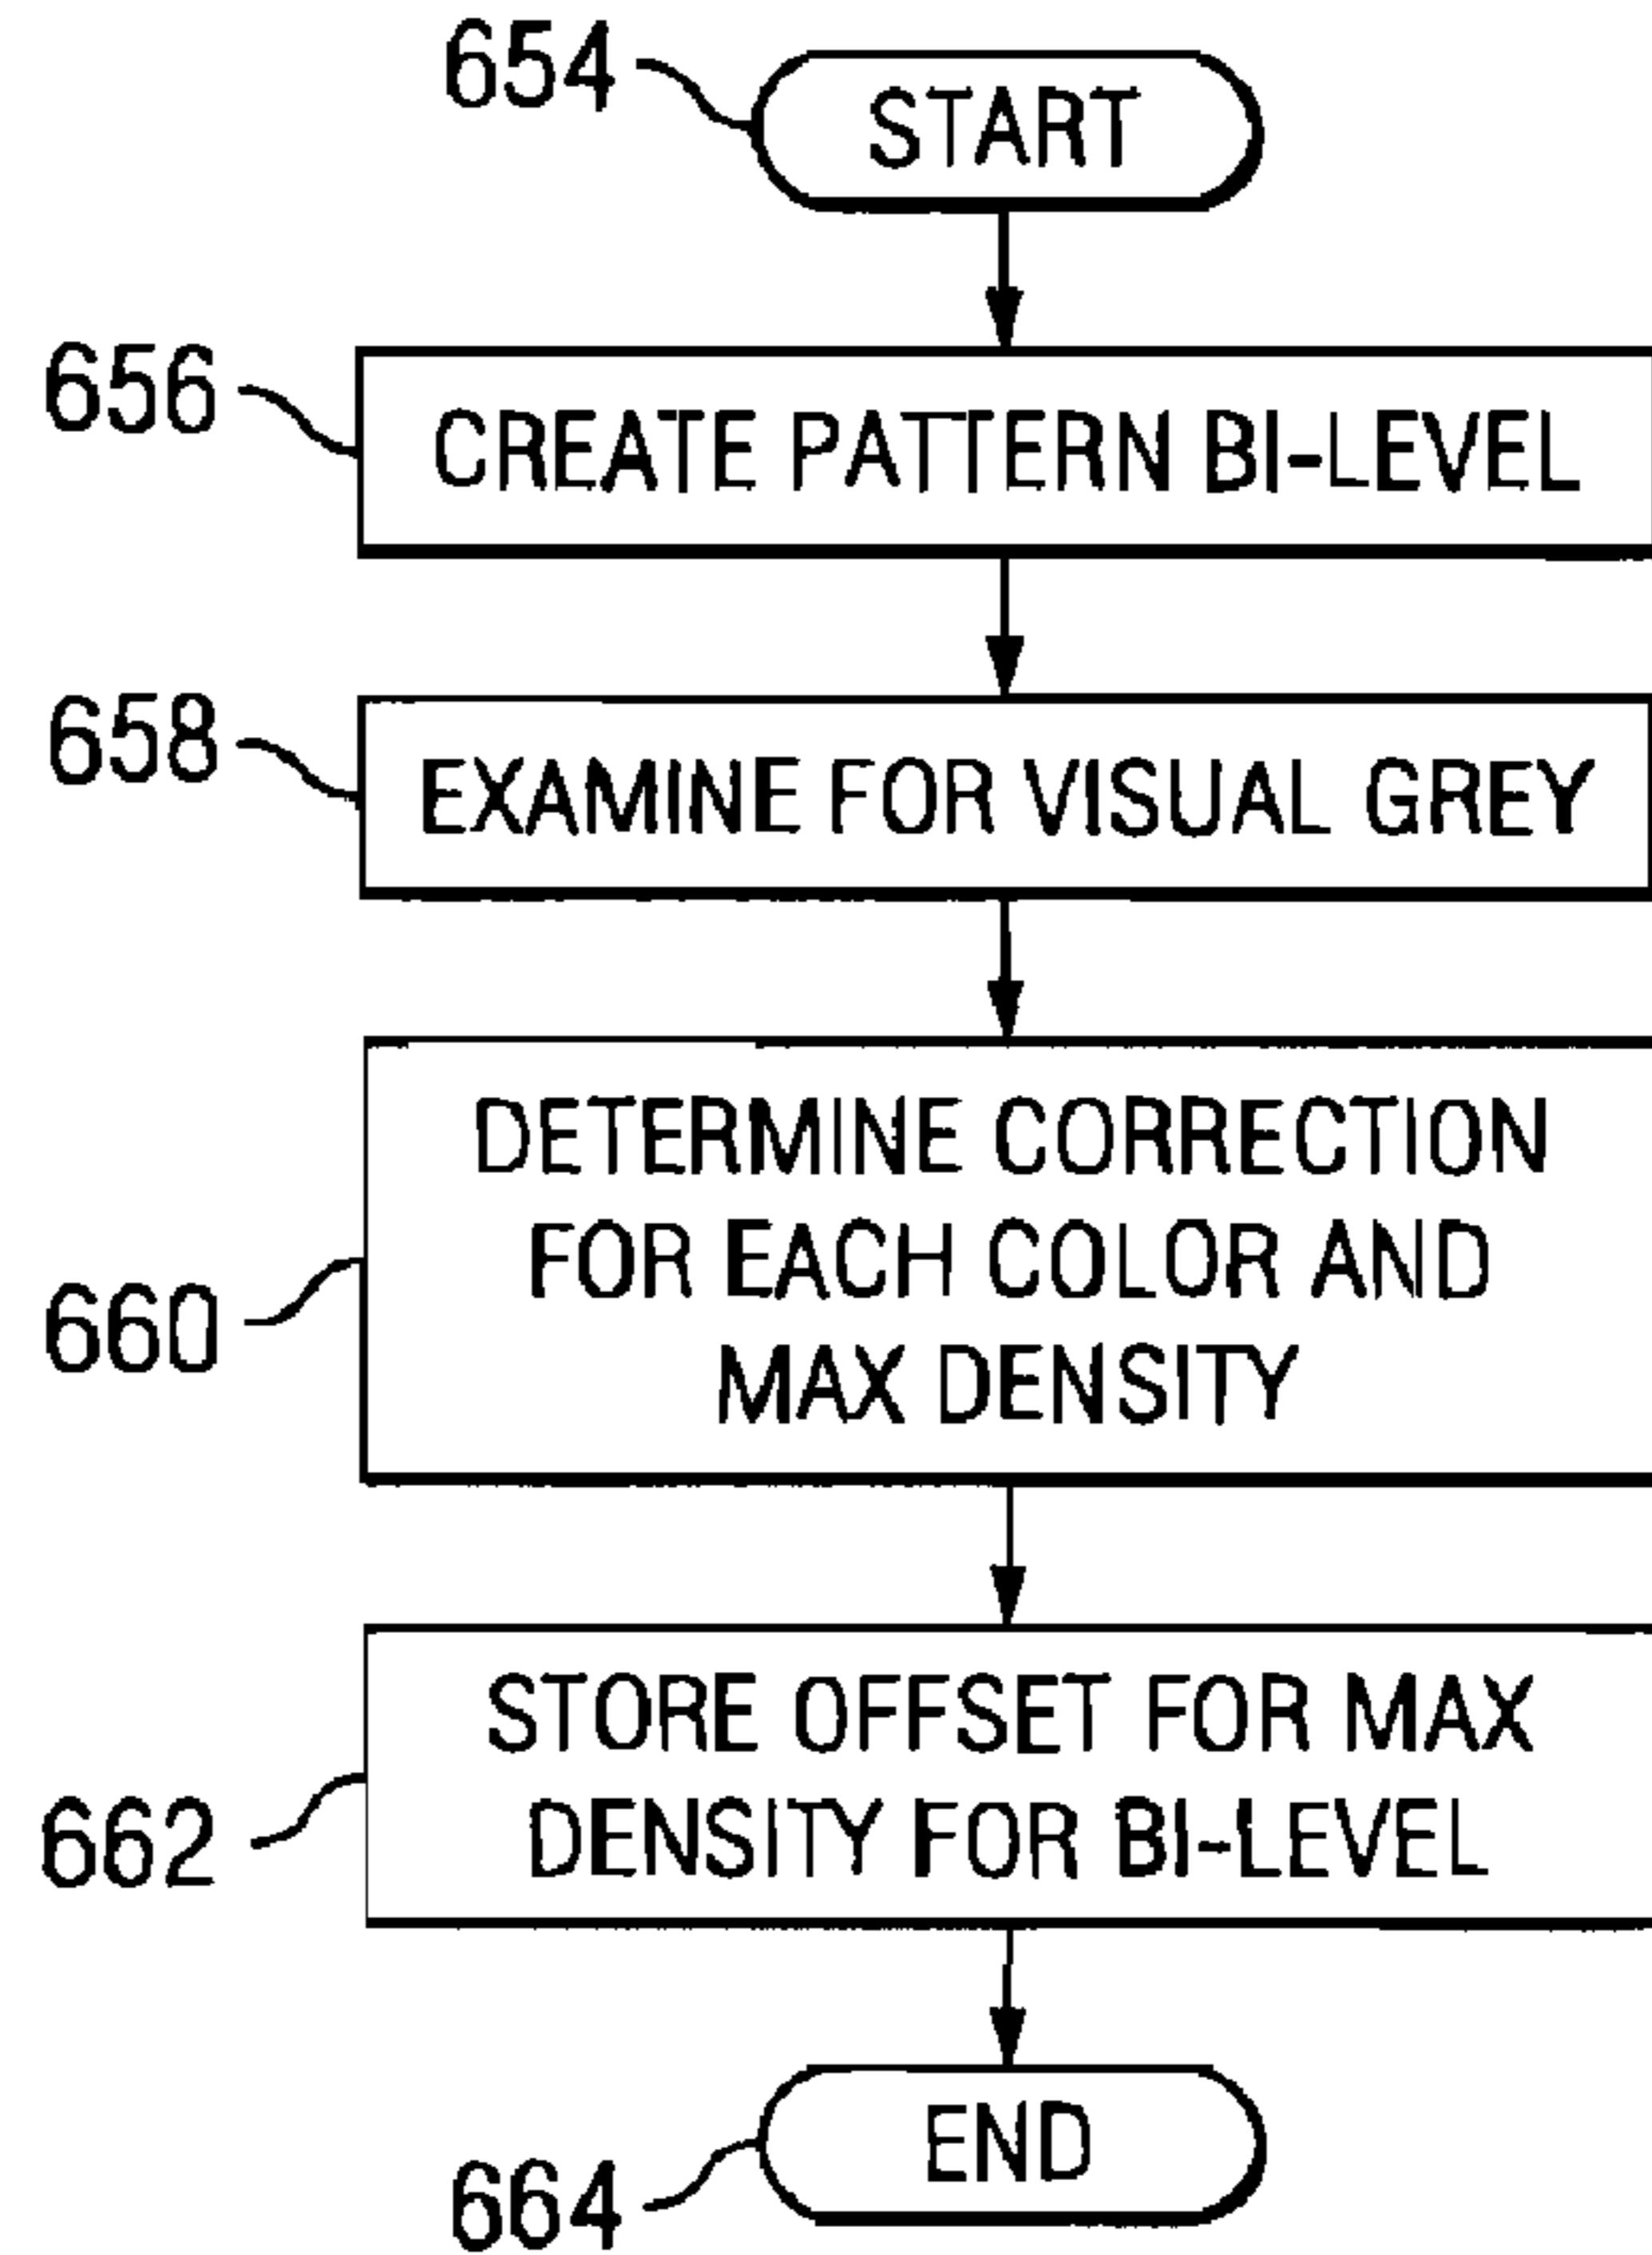 654
START
656
CREATE PATTERN BI-LEVEL
658
EXAMINE FOR VISUAL GREY
DETERMINE CORRECTION
FOR EACH COLOR AND
MAX DENSITY
660
STORE OFFSET FOR MAX
DENSITY FOR BI-LEVEL
662
END
664